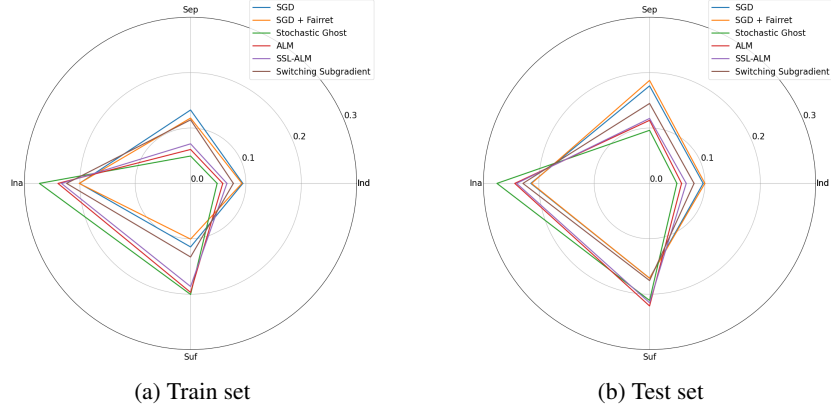 Sep
SGD
SGD + Fairret
Stochastic Ghost
ALM
SSL-ALM
Switching Subgradient
0.3
0.2
0.1
0.0
Ina
Ind
Suf
(a) Train set
Sep
SGD
SGD + Fairret
Stochastic Ghost
ALM
SSL-ALM
Switching Subgradient
0.3
0.2
0.1
0.0
Ina
Ind
Suf
(b) Test set